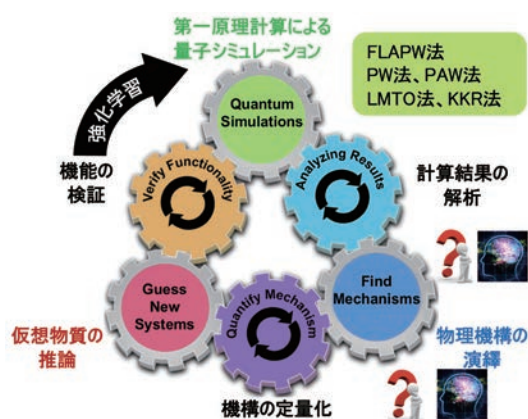 第一原理計算による
量子シミュレーション
FLAPW法
PW法、PAW法
LMTO法、KKR法
強化学習
Quantum
Simulations
機能の
検証
Verify Functionality
Analyzing Results
計算結果の
解析
Guess
New
Systems
Quantify Mechanism
Find
Mechanisms
仮想物質の
推論
物理機構の
演繹
機構の定量化